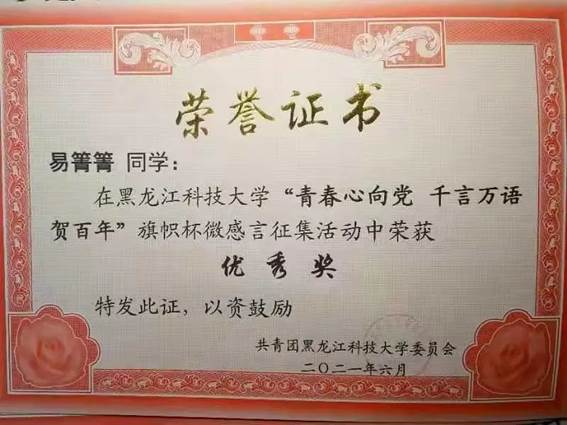 荣誉证书
易箐箐 同学：
在黑龙江科技大学“青春心向党 千言万语
贺百年”旗帜杯微感言征集活动中荣获
优秀奖
特发此证，以资鼓励
共青团黑龙江科技大学委员会
二〇二一年六月